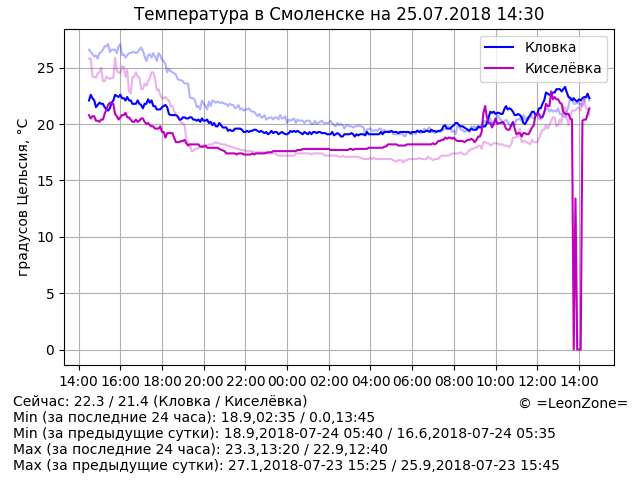 Температура в Смоленске на 25.07.2018 14:30
Кловка
Киселёвка
градусов Цельсия, °C
25
20
15
10
5
0
14:00 16:00 18:00 20:00 22:00 00:00 02:00 04:00 06:00 08:00 10:00 12:00 14:00
Сейчас: 22.3 / 21.4 (Кловка / Киселёвка)
© =LeonZone=
Min (за последние 24 часа): 18.9,02:35 / 0.0,13:45
Min (за предыдущие сутки): 18.9,2018-07-24 05:40 / 16.6,2018-07-24 05:35
Max (за последние 24 часа): 23.3,13:20 / 22.9,12:40
Max (за предыдущие сутки): 27.1,2018-07-23 15:25 / 25.9,2018-07-23 15:45